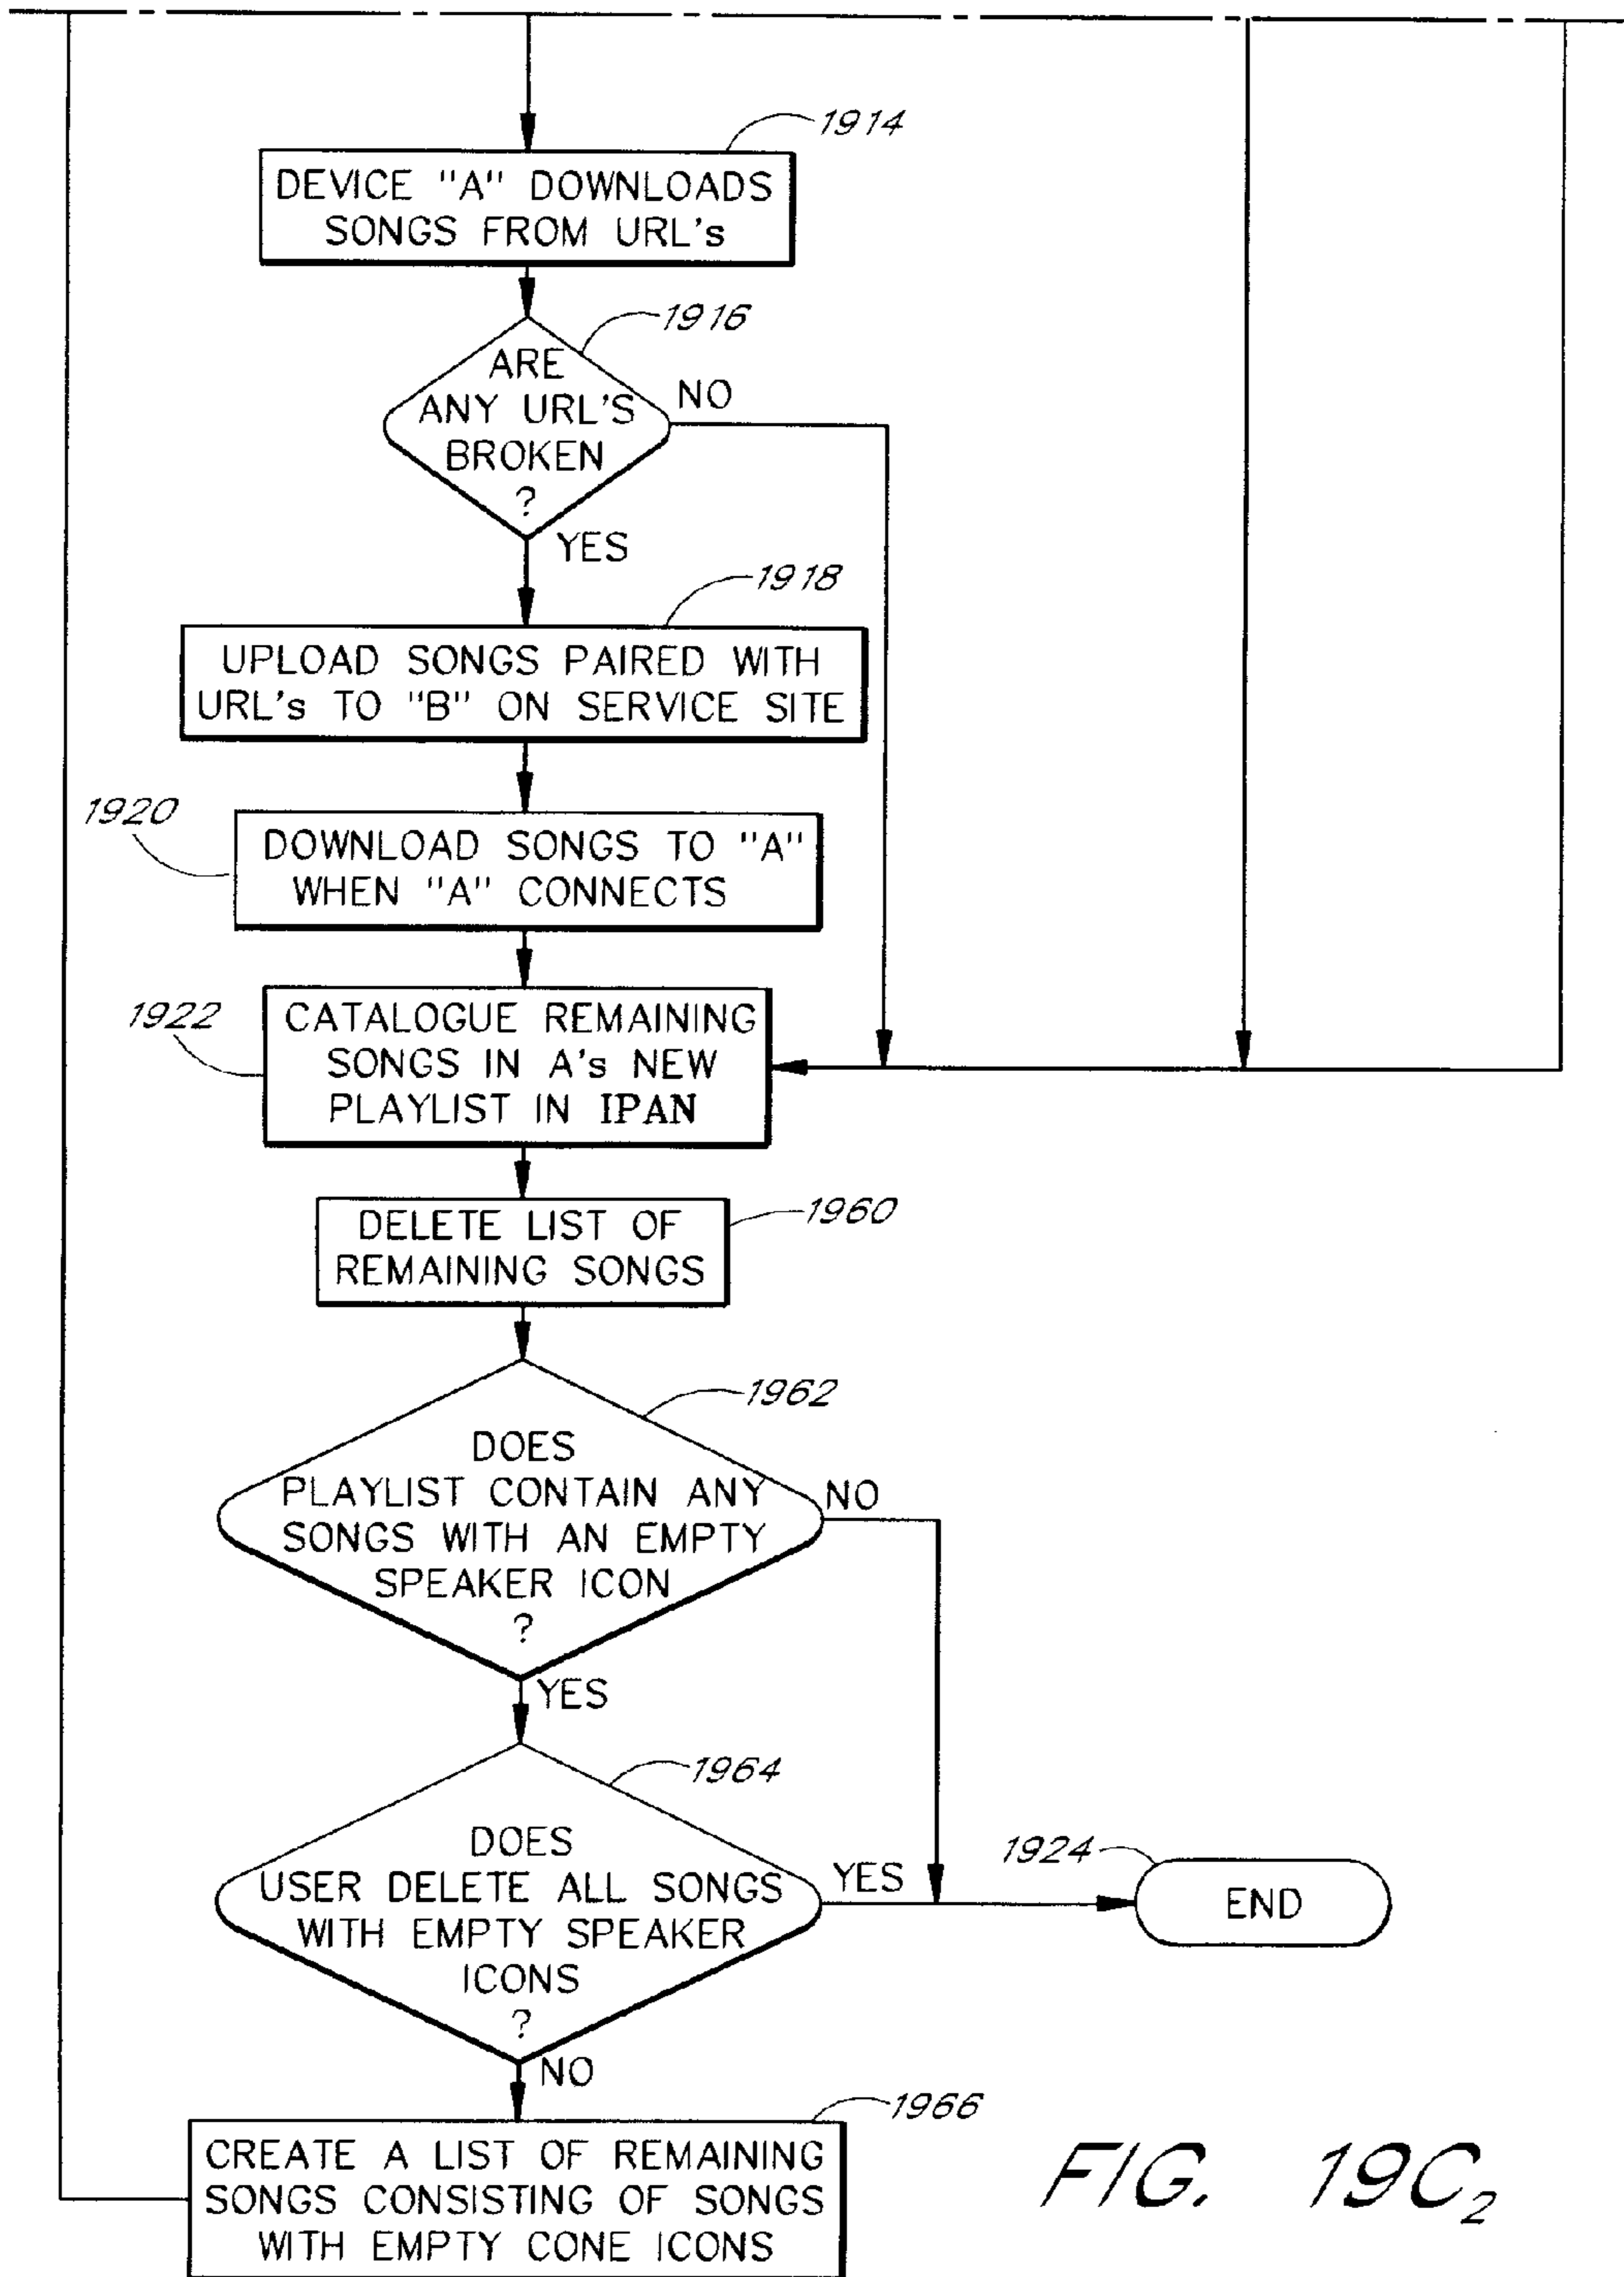 1914
DEVICE "A" DOWNLOADS
SONGS FROM URL's
1916
ARE
ANY URL'S
BROKEN
?
NO
YES
1918
UPLOAD SONGS PAIRED WITH
URL's TO "B" ON SERVICE SITE
1920
DOWNLOAD SONGS TO "A"
WHEN "A" CONNECTS
1922
CATALOGUE REMAINING
SONGS IN A's NEW
PLAYLIST IN IPAN
1960
DELETE LIST OF
REMAINING SONGS
1962
DOES
PLAYLIST CONTAIN ANY
SONGS WITH AN EMPTY
SPEAKER ICON
?
NO
YES
1964
DOES
USER DELETE ALL SONGS
WITH EMPTY SPEAKER
ICONS
?
YES
1924
END
NO
1966
CREATE A LIST OF REMAINING
SONGS CONSISTING OF SONGS
WITH EMPTY CONE ICONS
FIG. 19C2